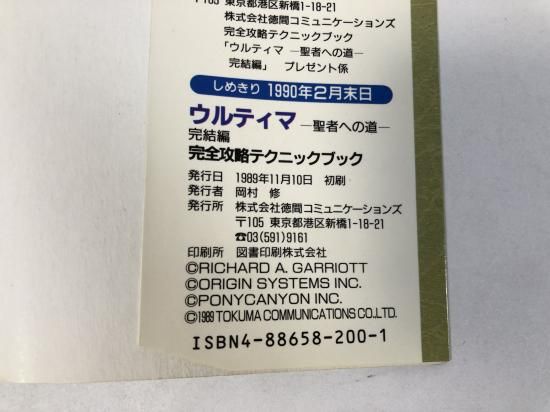 〒105 東京都港区新橋1-18-21
株式会社徳間コミュニケーションズ
完全攻略テクニックブック
「ウルティマ ―聖者への道―
完結編」 プレゼント係
しめきり 1990年2月末日
ウルティマ ―聖者への道―
完結編
完全攻略テクニックブック
発行日 1989年11月10日 初刷
発行者 岡村 修
発行所 株式会社徳間コミュニケーションズ
〒105 東京都港区新橋1-18-21
☎03(591)9161
印刷所 図書印刷株式会社
©RICHARD A. GARRIOTT
©ORIGIN SYSTEMS INC.
©PONYCANYON INC.
©1989 TOKUMA COMMUNICATIONS CO.,LTD.
ISBN4-88658-200-1